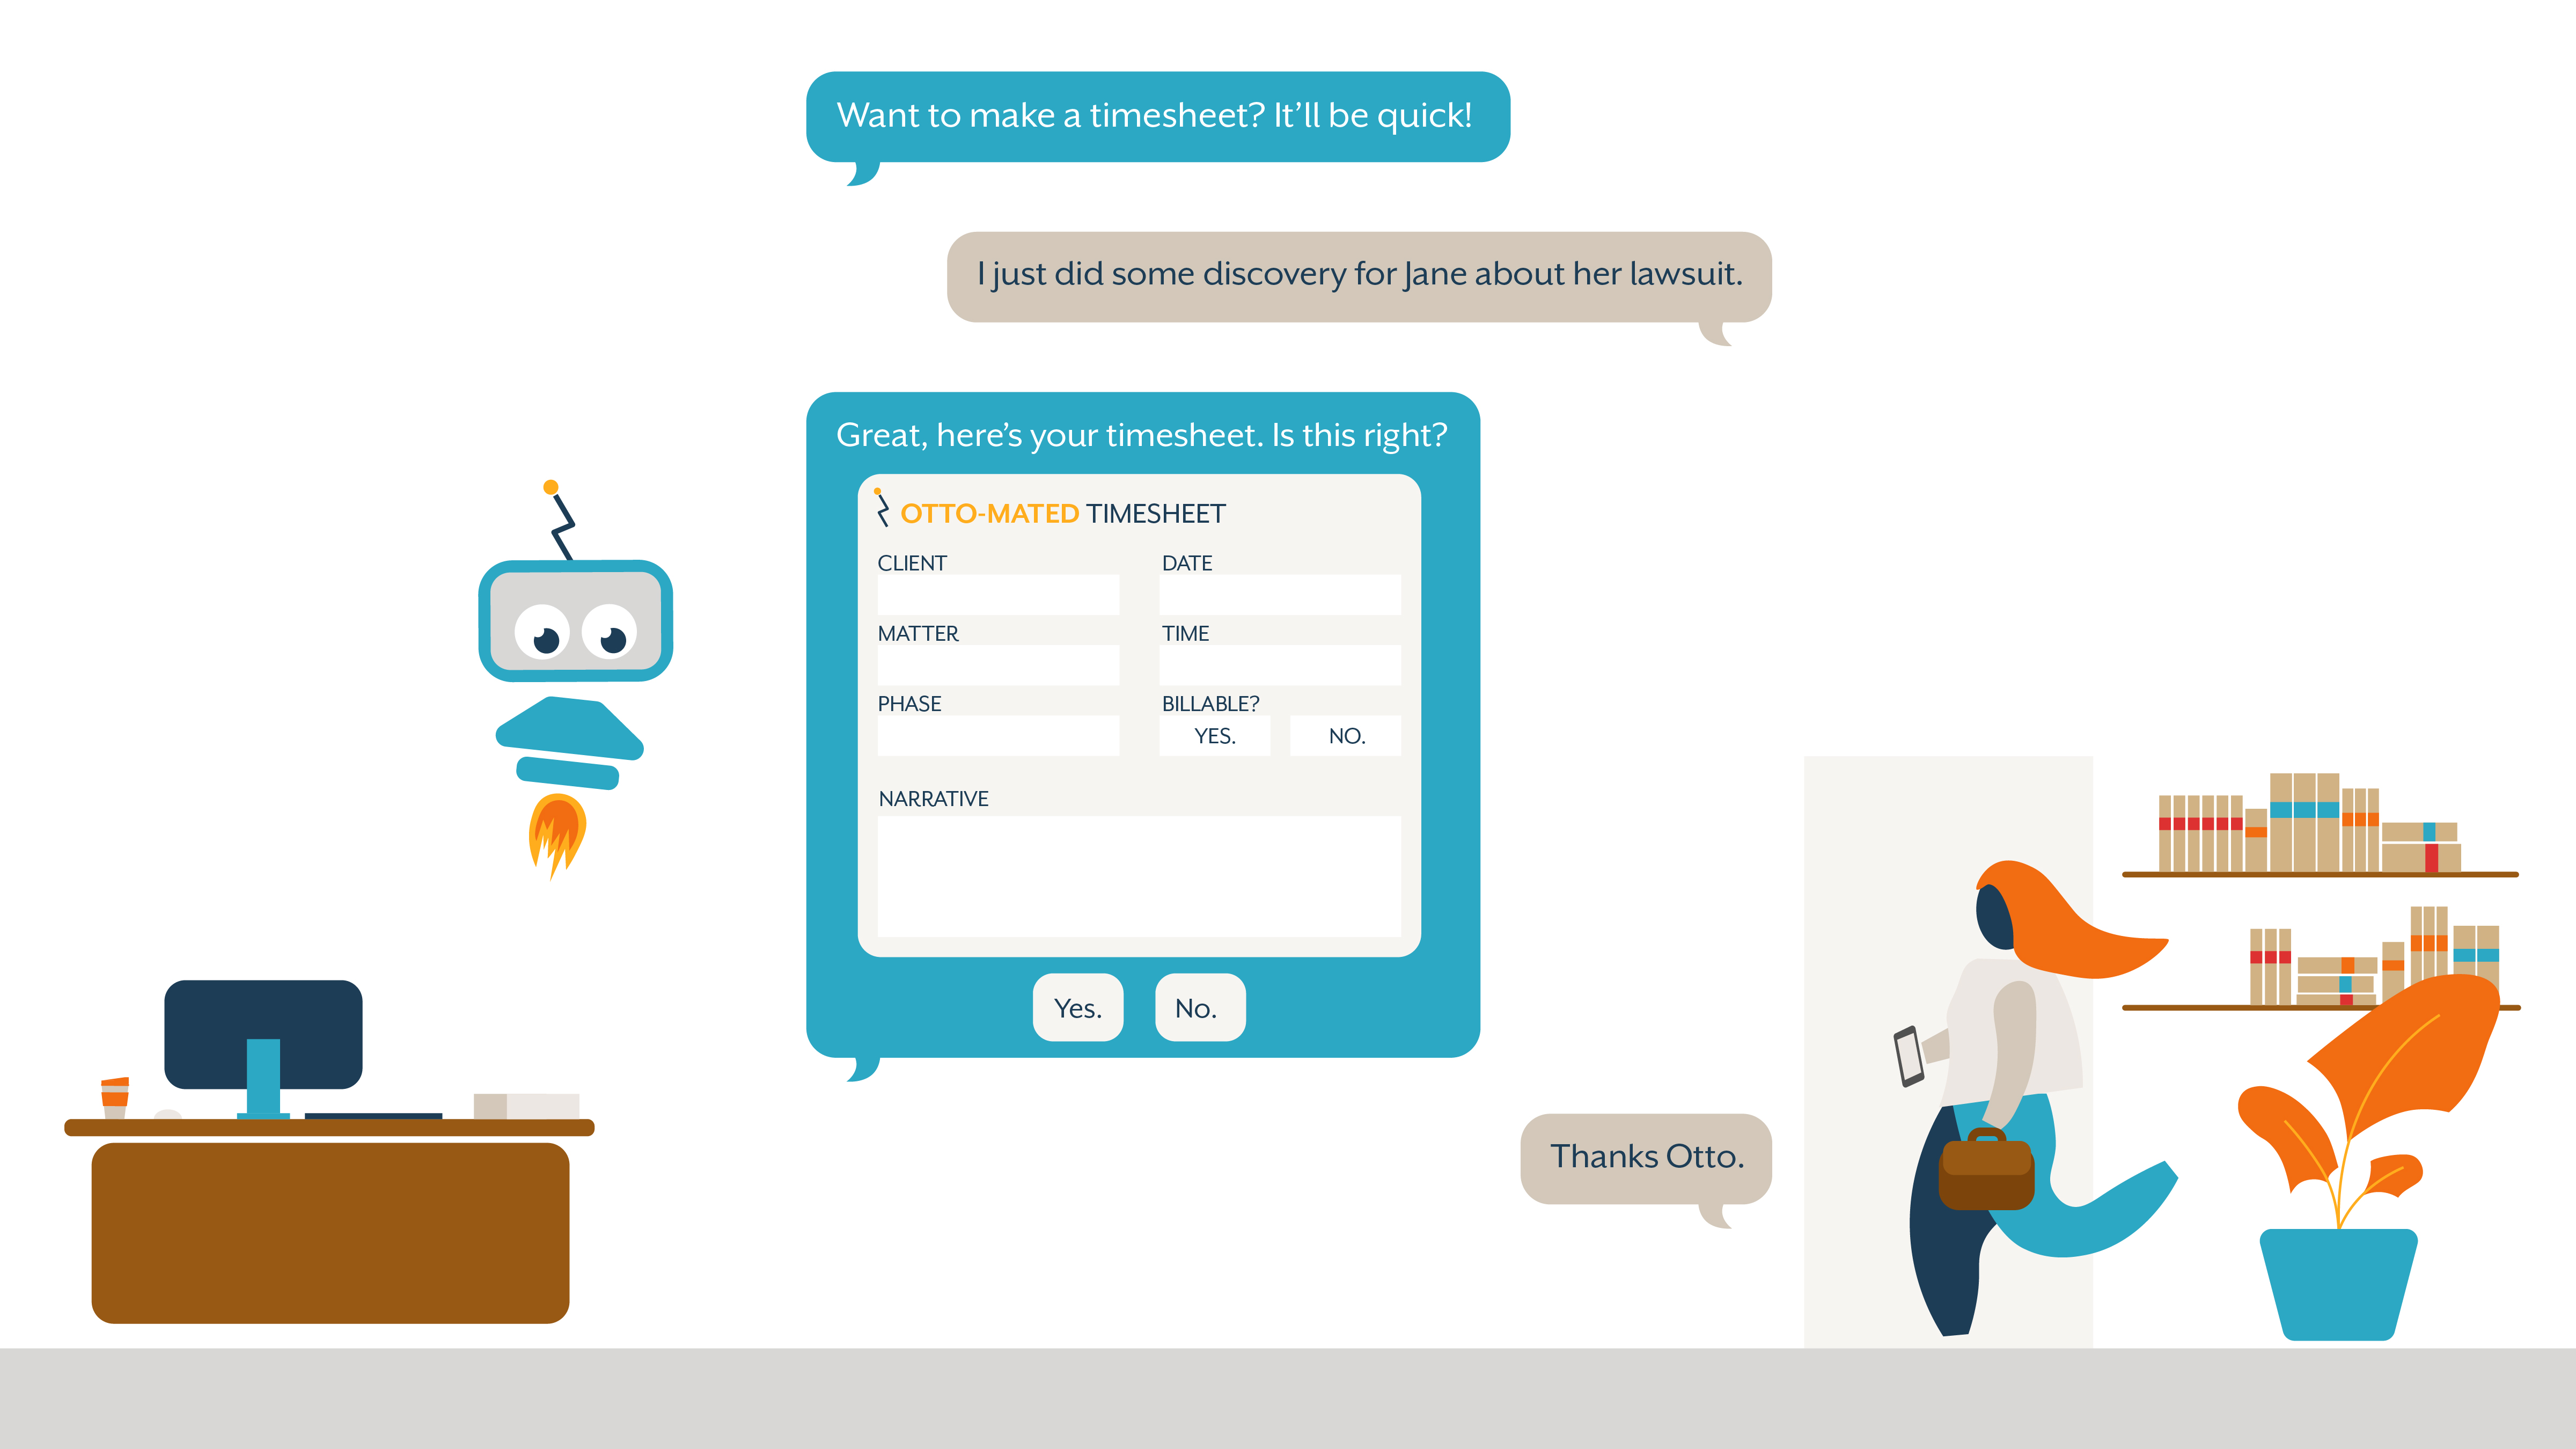 Want to make a timesheet? It’ll be quick!
I just did some discovery for Jane about her lawsuit.
Great, here’s your timesheet. Is this right?
OTTO-MATED TIMESHEET
CLIENT
DATE
MATTER
TIME
PHASE
BILLABLE?
YES.
NO.
NARRATIVE
Yes.
No.
Thanks Otto.